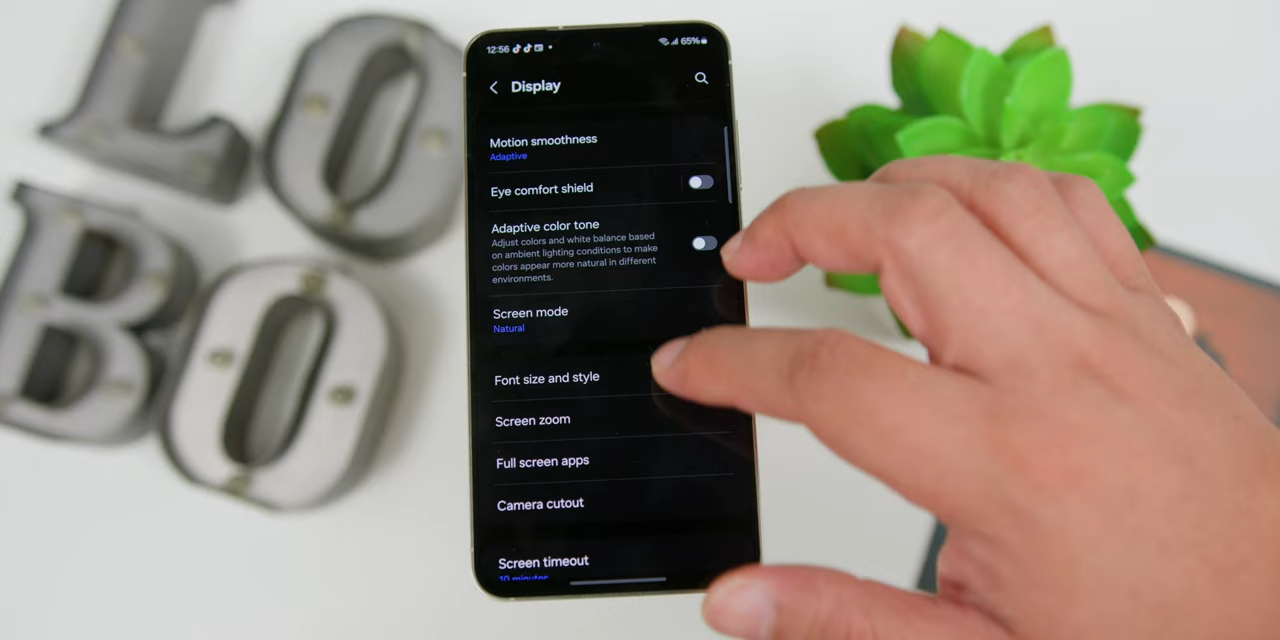 LO
BO
12:56
65%
Display
Motion smoothness
Adaptive
Eye comfort shield
Adaptive color tone
Adjust colors and white balance based
on ambient lighting conditions to make
colors appear more natural in different
environments.
Screen mode
Natural
Font size and style
Screen zoom
Full screen apps
Camera cutout
Screen timeout
10 minutes